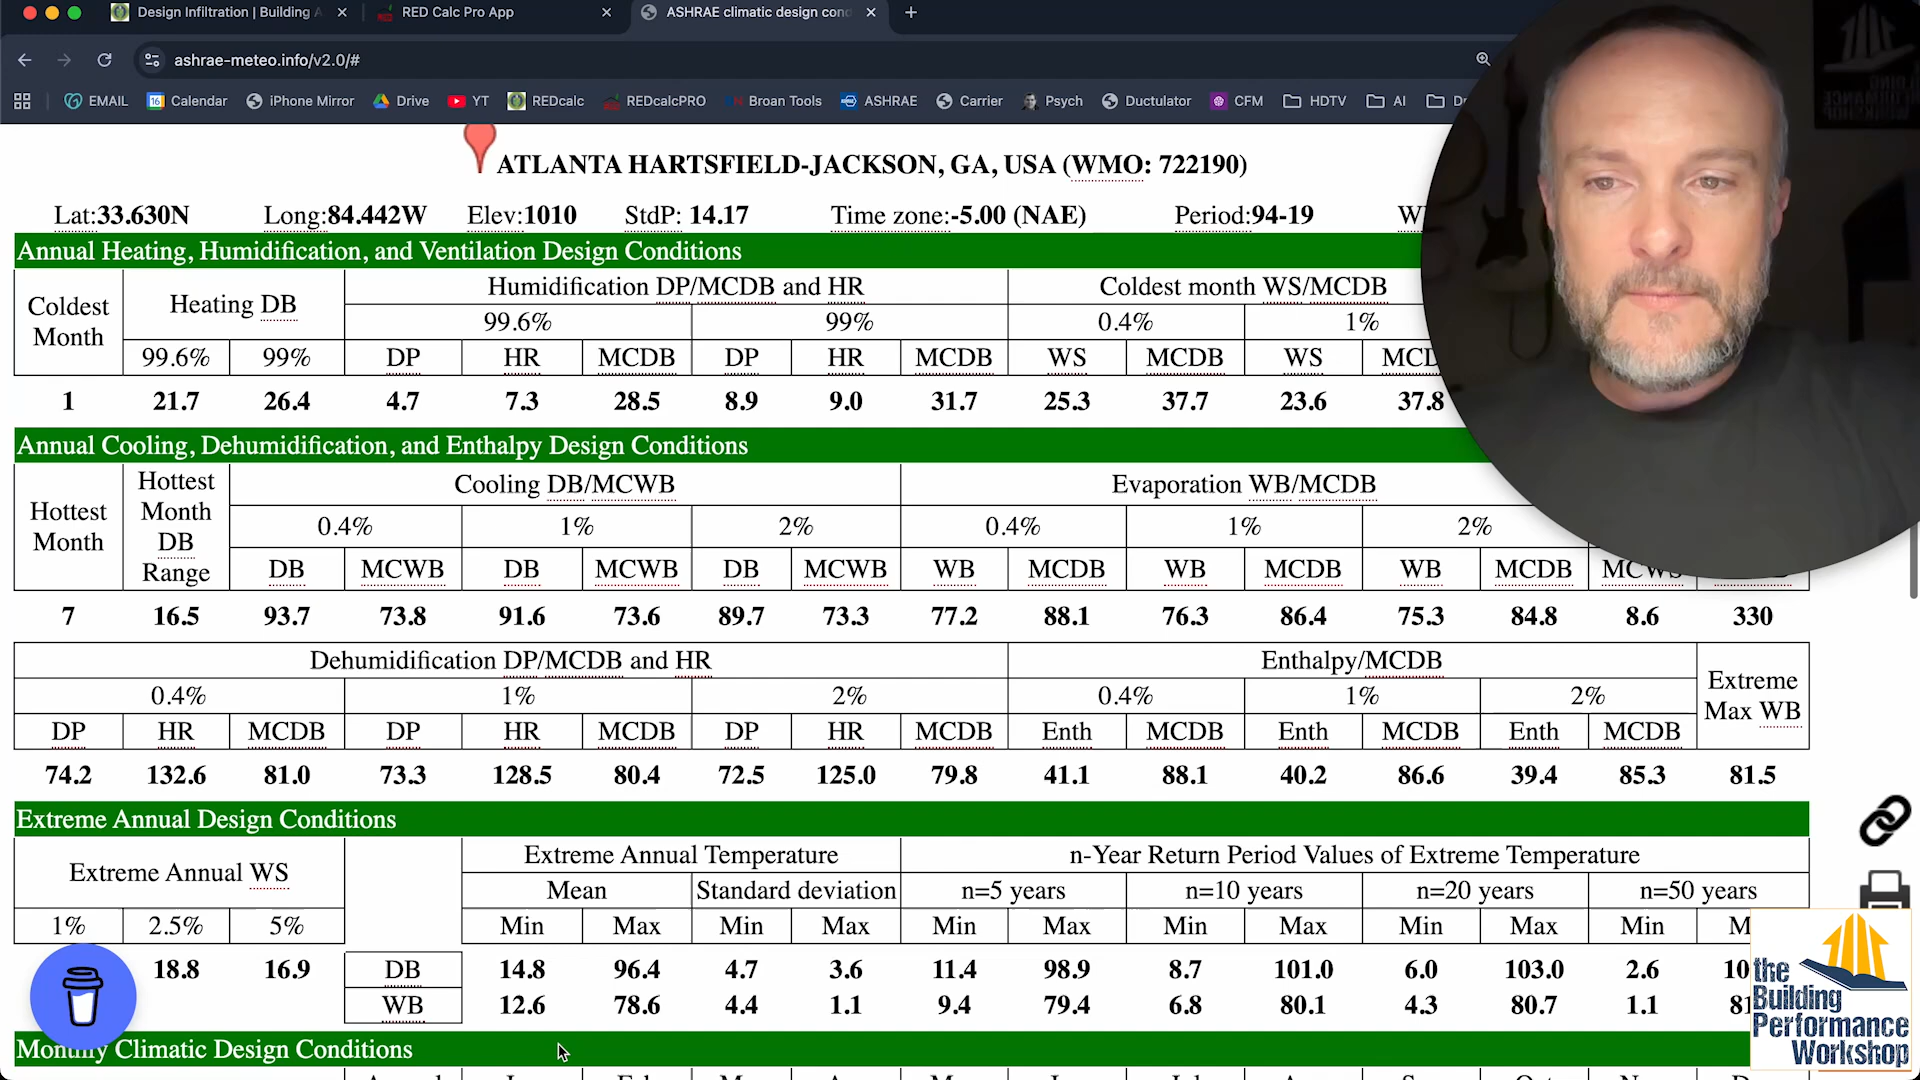 Design Infiltration | Building A
RED Calc Pro App
ASHRAE climatic design cond
ashrae-meteo.info/v2.0/#
EMAIL
16 Calendar
iPhone Mirror
Drive
YT
REDcalc
REDcalcPRO
Broan Tools
ASHRAE
Carrier
Psych
Ductulator
CFM
HDTV
AI
ATLANTA HARTSFIELD-JACKSON, GA, USA (WMO: 722190)
Lat:33.630N Long:84.442W Elev:1010 StdP: 14.17 Time zone:-5.00 (NAE) Period:94-19
Annual Heating, Humidification, and Ventilation Design Conditions
Coldest Month Heating DB Humidification DP/MCDB and HR Coldest month WS/MCDB
99.6% 99% 0.4% 1%
99.6% 99% DP HR MCDB DP HR MCDB WS MCDB WS
1 21.7 26.4 4.7 7.3 28.5 8.9 9.0 31.7 25.3 37.7 23.6 37.8
Annual Cooling, Dehumidification, and Enthalpy Design Conditions
Hottest Month Hottest Month DB Range Cooling DB/MCWB Evaporation WB/MCDB
0.4% 1% 2% 0.4% 1% 2%
DB MCWB DB MCWB DB MCWB WB MCDB WB MCDB WB MCDB MCWS
7 16.5 93.7 73.8 91.6 73.6 89.7 73.3 77.2 88.1 76.3 86.4 75.3 84.8 8.6 330
Dehumidification DP/MCDB and HR Enthalpy/MCDB Extreme Max WB
0.4% 1% 2% 0.4% 1% 2%
DP HR MCDB DP HR MCDB DP HR MCDB Enth MCDB Enth MCDB Enth MCDB
74.2 132.6 81.0 73.3 128.5 80.4 72.5 125.0 79.8 41.1 88.1 40.2 86.6 39.4 85.3 81.5
Extreme Annual Design Conditions
Extreme Annual WS Extreme Annual Temperature n-Year Return Period Values of Extreme Temperature
Mean Standard deviation n=5 years n=10 years n=20 years n=50 years
1% 2.5% 5% Min Max Min Max Min Max Min Max Min Max Min
18.8 16.9 DB 14.8 96.4 4.7 3.6 11.4 98.9 8.7 101.0 6.0 103.0 2.6
WB 12.6 78.6 4.4 1.1 9.4 79.4 6.8 80.1 4.3 80.7 1.1
Monthly Climatic Design Conditions
the
Building
Performance
Workshop